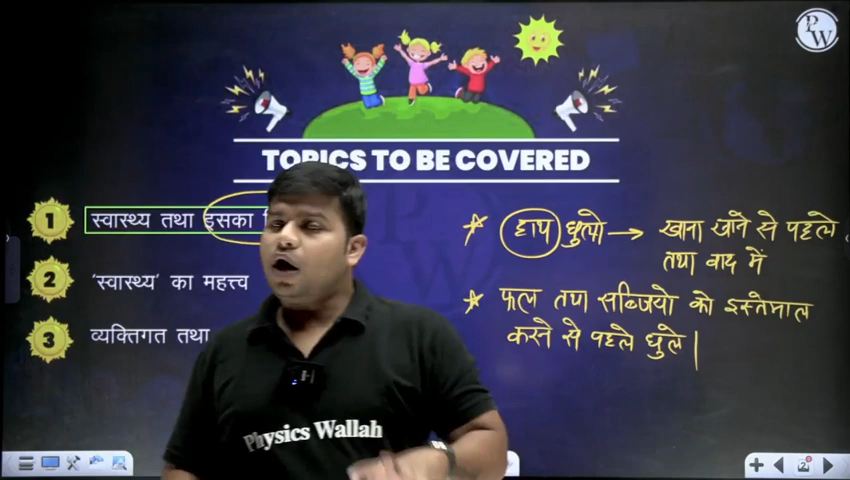 PW
TOPICS TO BE COVERED
1 स्वास्थ्य तथा इसका
2 'स्वास्थ्य' का महत्त्व
3 व्यक्तिगत तथा
हाथ धुलो → खाना खाने से पहले
तथा बाद में
फल तथा सब्जियो को इस्तेमाल
करने से पहले धुले |
Physics Wallah
2